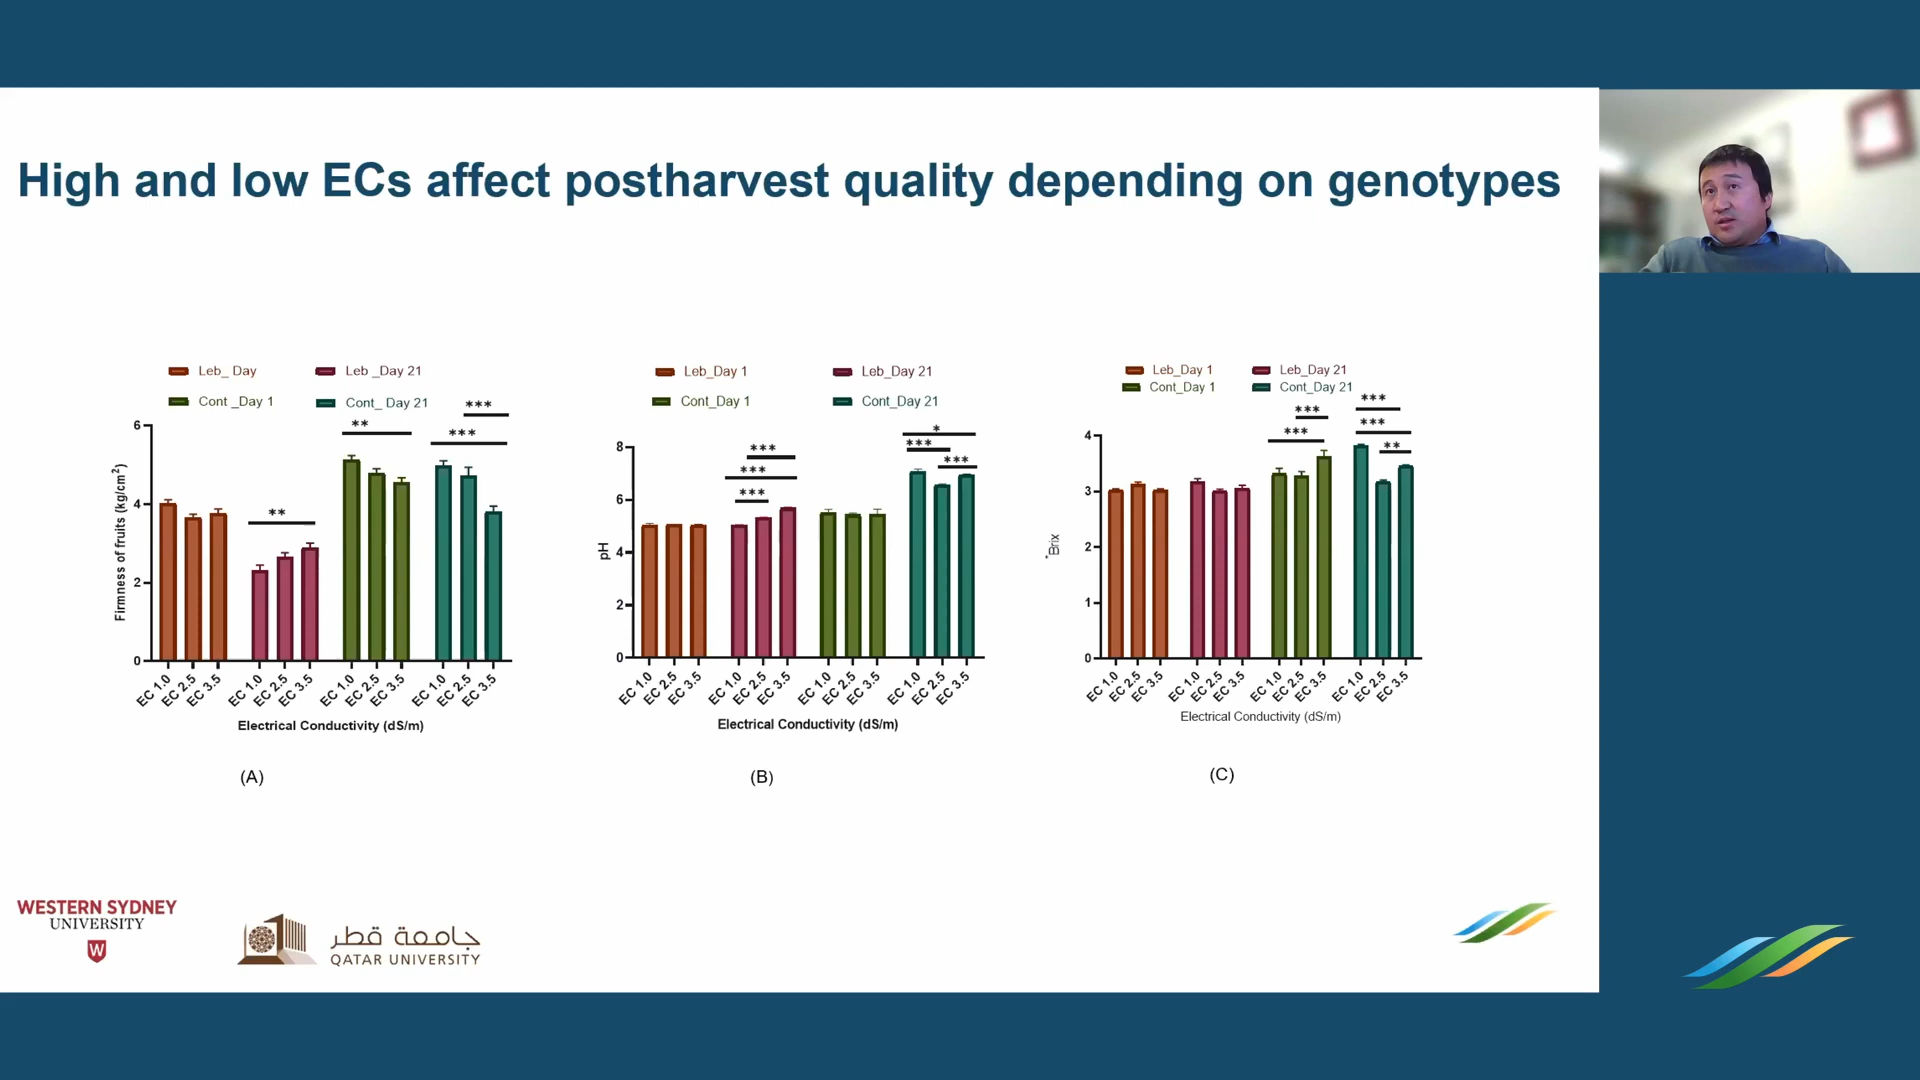 High and low ECs affect postharvest quality depending on genotypes
Leb_ Day
Leb _Day 21
Cont _Day 1
Cont_ Day 21
***
**
***
**
6
4
2
0
Firmness of fruits (kg/cm²)
EC 1.0
EC 2.5
EC 3.5
EC 1.0
EC 2.5
EC 3.5
EC 1.0
EC 2.5
EC 3.5
EC 1.0
EC 2.5
EC 3.5
Electrical Conductivity (dS/m)
(A)
Leb_Day 1
Leb_Day 21
Cont_Day 1
Cont_Day 21
*
***
***
***
***
***
8
6
4
2
0
pH
EC 1.0
EC 2.5
EC 3.5
EC 1.0
EC 2.5
EC 3.5
EC 1.0
EC 2.5
EC 3.5
EC 1.0
EC 2.5
EC 3.5
Electrical Conductivity (dS/m)
(B)
Leb_Day 1
Leb_Day 21
Cont_Day 1
Cont_Day 21
***
***
***
***
**
4
3
2
1
0
°Brix
EC 1.0
EC 2.5
EC 3.5
EC 1.0
EC 2.5
EC 3.5
EC 1.0
EC 2.5
EC 3.5
EC 1.0
EC 2.5
EC 3.5
Electrical Conductivity (dS/m)
(C)
WESTERN SYDNEY
UNIVERSITY
W
جامعة قطر
QATAR UNIVERSITY